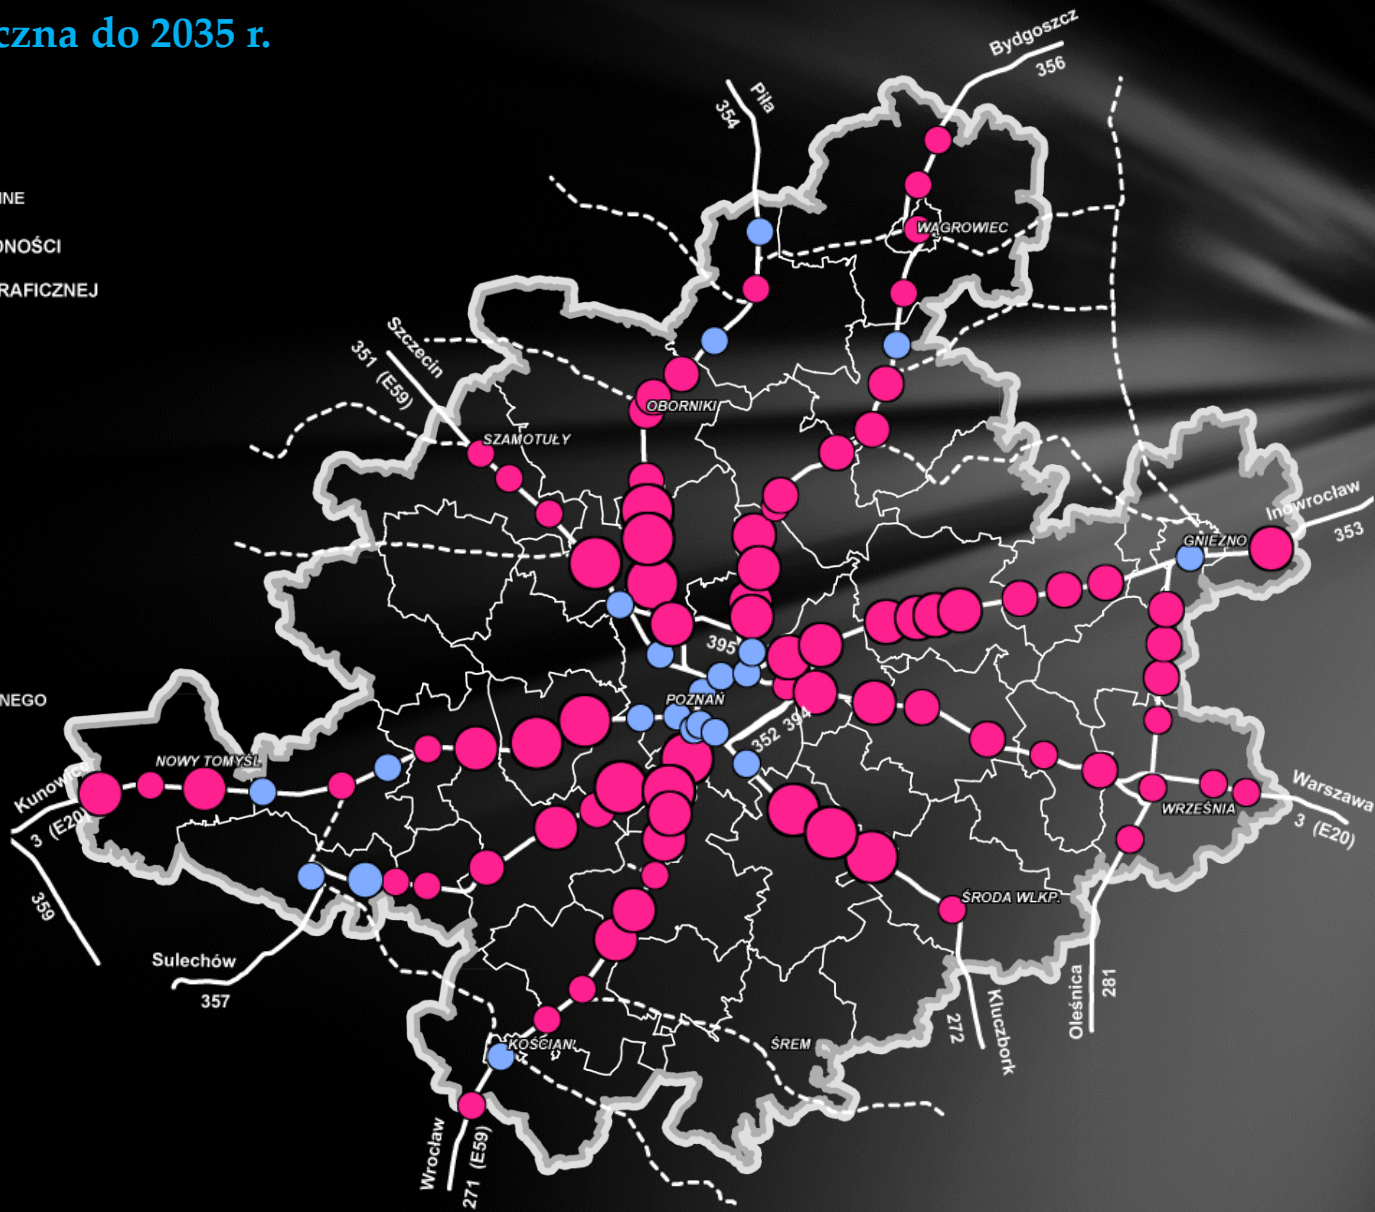 czna do 2035 r.
Bydgoszcz
356
Piła
354
NNE
DNOŚCI
RAFICZNEJ
WĄGROWIEC
Szczecin
351 (E59)
OBORNIKI
SZAMOTUŁY
Inowrocław
353
GNIEZNO
395
POZNAŃ
NEGO
352
394
NOWY TOMYŚL
Kunowice
3 (E20)
WRZEŚNIA
Warszawa
3 (E20)
359
ŚRODA WLKP.
Sulechów
357
Oleśnica
281
Kluczbork
272
KOŚCIAN
ŚREM
Wrocław
271 (E59)